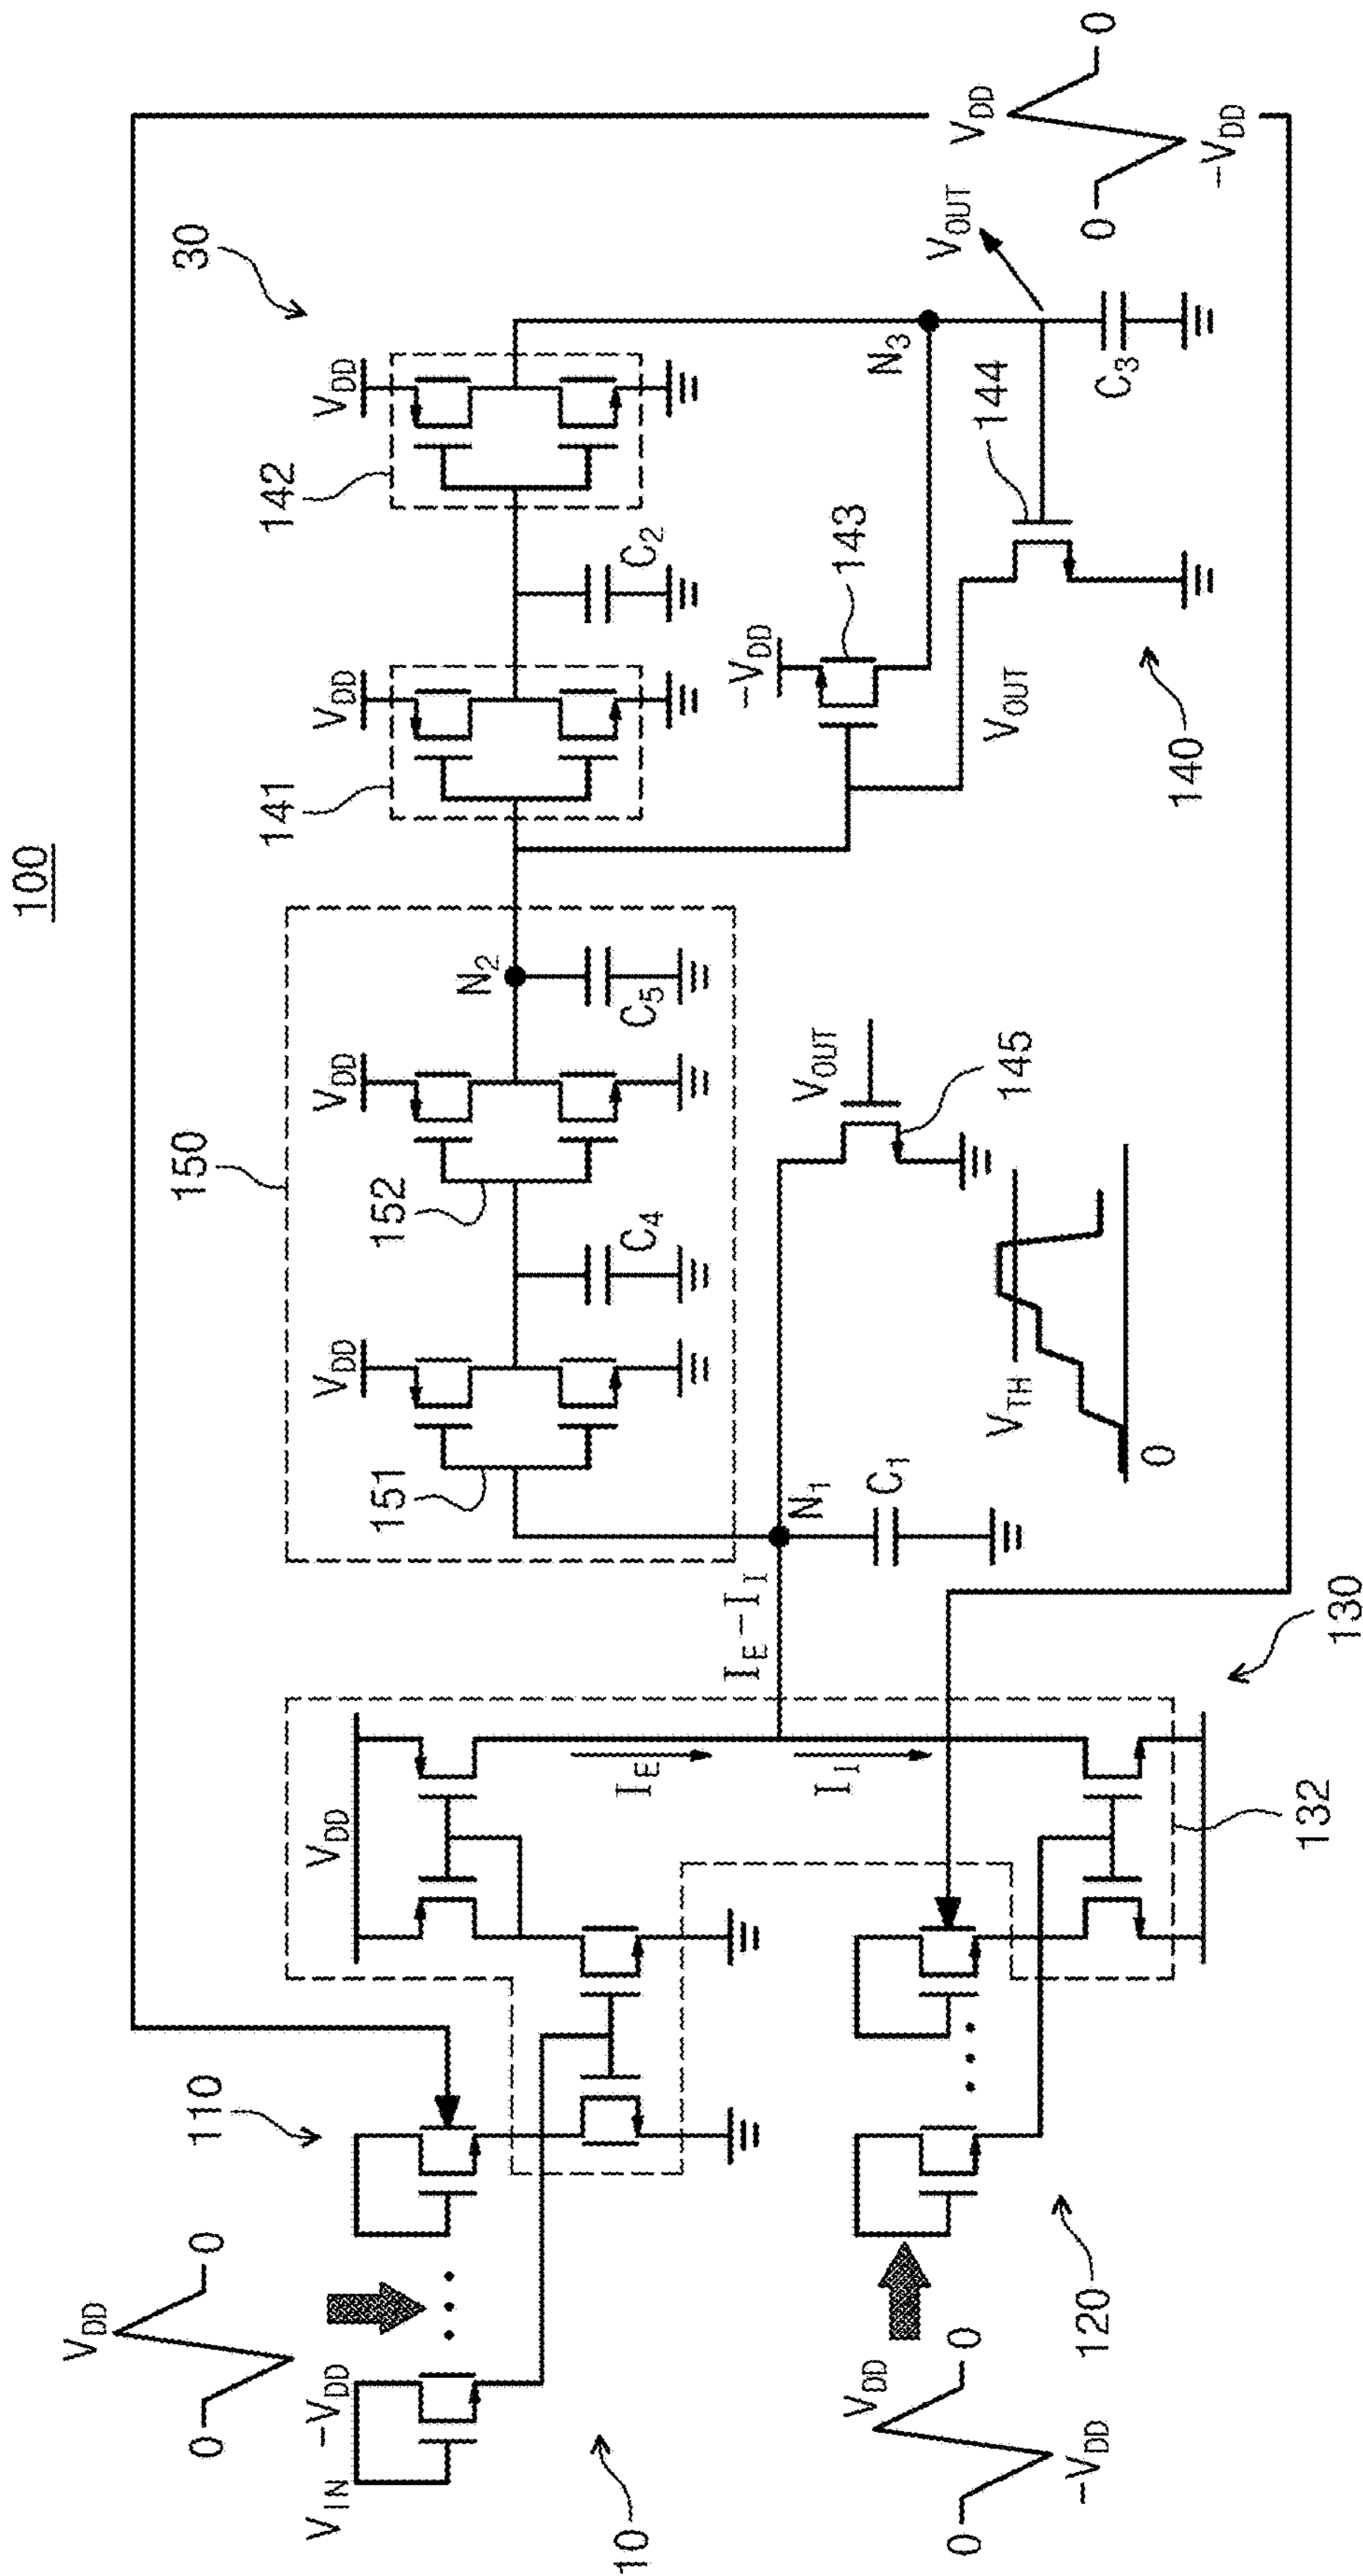 100
30
V_DD
0
0
-V_DD
V_IN
10
110
V_DD
I_E
I_I
I_E-I_I
132
130
120
V_DD
0
0
-V_DD
150
151
V_DD
152
V_DD
C_4
C_5
N_2
N_1
C_1
V_OUT
145
V_TH
0
141
V_DD
142
V_DD
C_2
-V_DD
143
V_OUT
144
140
N_3
C_3
V_OUT
V_DD
0
0
-V_DD